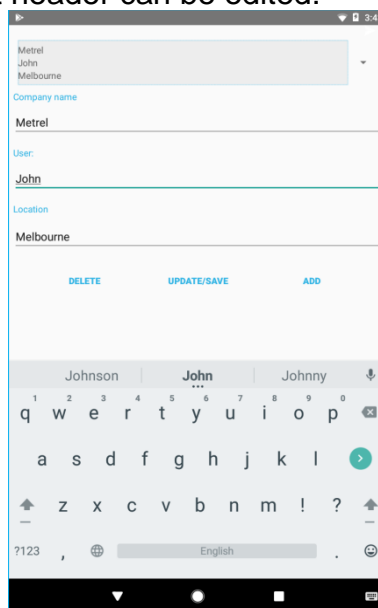 header can be edited.
3:4
Metrel
John
Melbourne
Company name
Metrel
User:
John
Location
Melbourne
DELETE UPDATE/SAVE ADD
Johnson John Johnny
1 2 3 4 5 6 7 8 9 0
q w e r t y u i o p
a s d f g h j k l
z x c v b n m ! ?
?123 , English .